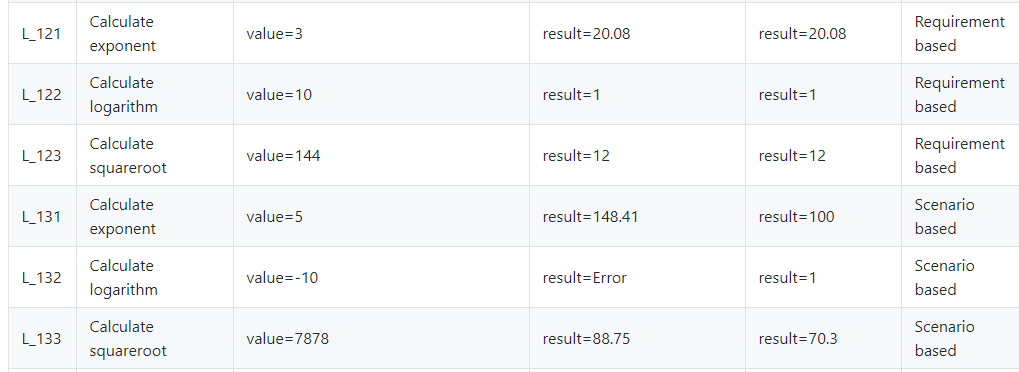 L_121 Calculate exponent value=3 result=20.08 result=20.08 Requirement based
L_122 Calculate logarithm value=10 result=1 result=1 Requirement based
L_123 Calculate squareroot value=144 result=12 result=12 Requirement based
L_131 Calculate exponent value=5 result=148.41 result=100 Scenario based
L_132 Calculate logarithm value=-10 result=Error result=1 Scenario based
L_133 Calculate squareroot value=7878 result=88.75 result=70.3 Scenario based